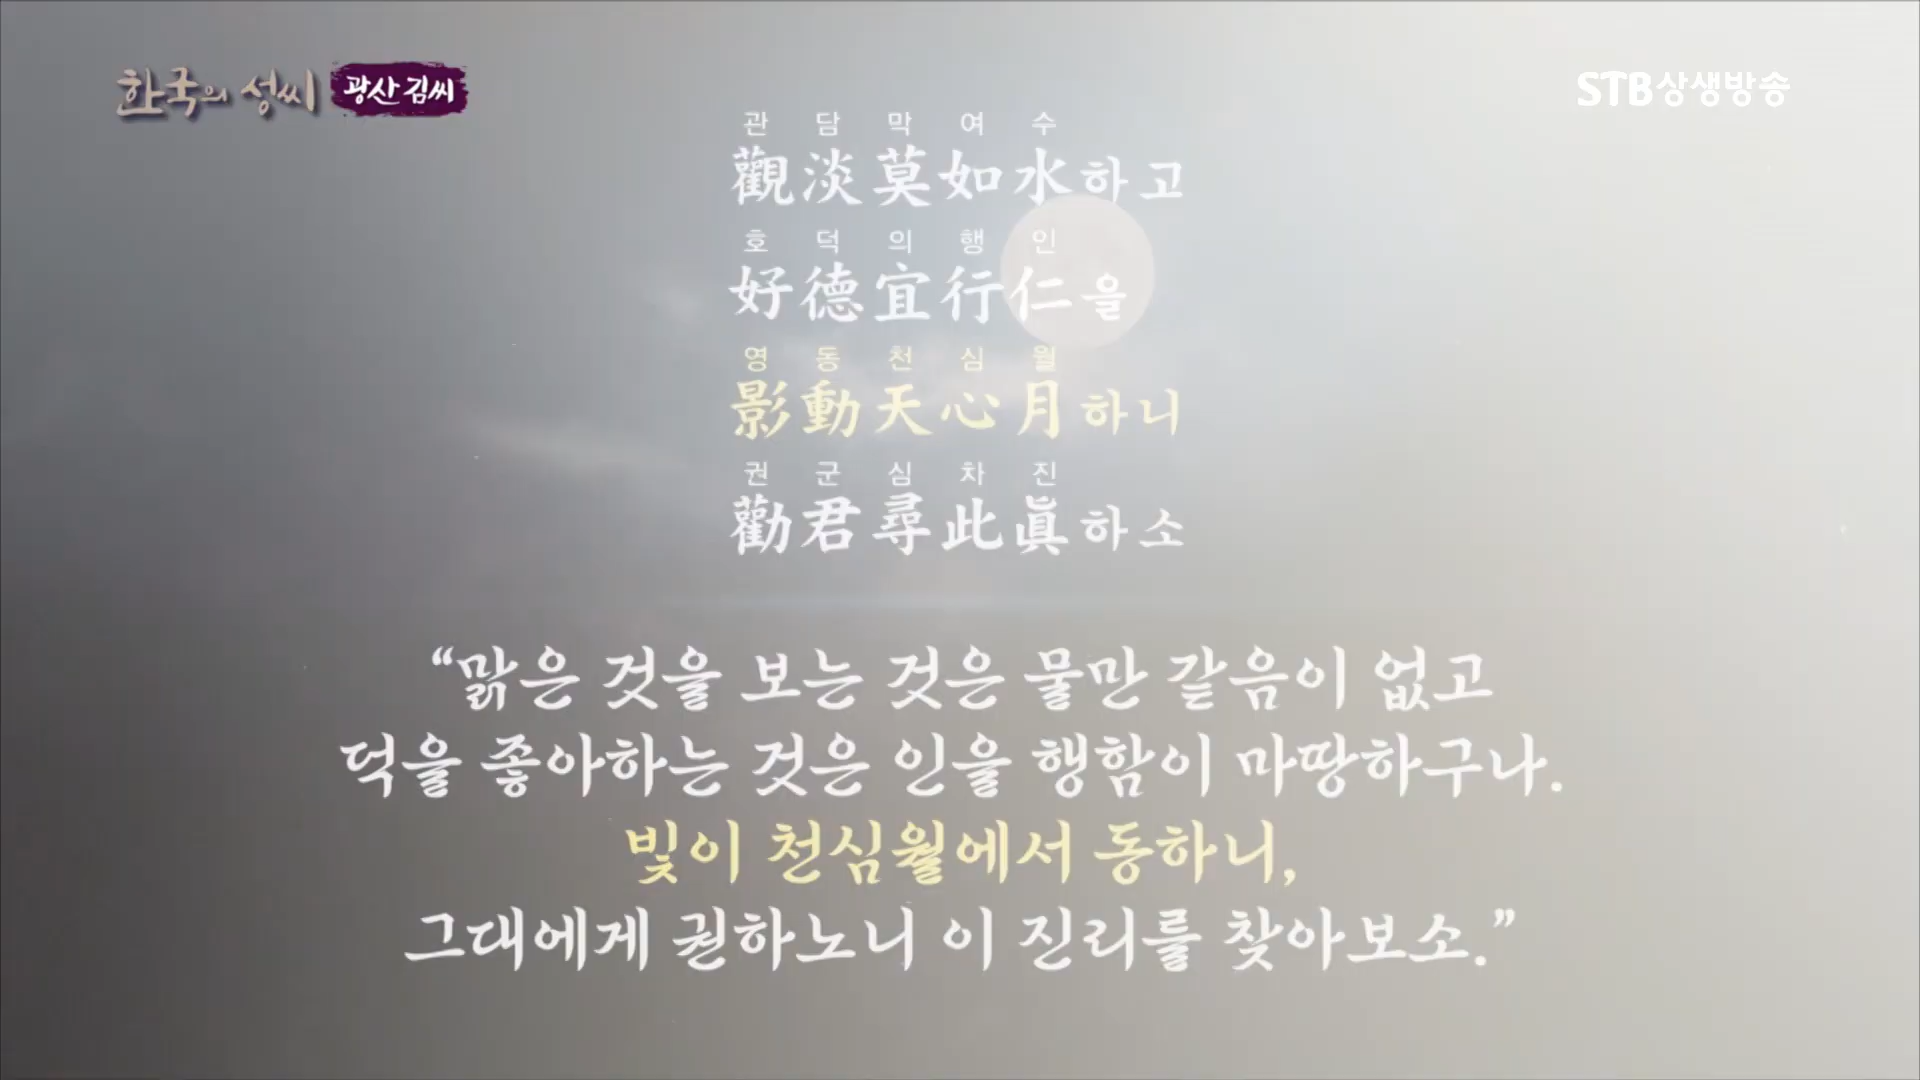 한국의 성씨 광산 김씨
STB상생방송
관 담 막 여 수
觀淡莫如水하고
호 덕 의 행 인
好德宜行仁을
영 동 천 심 월
影動天心月하니
권 군 심 차 진
勸君尋此眞하소
“맑은 것을 보는 것은 물만 같음이 없고
덕을 좋아하는 것은 인을 행함이 마땅하구나.
빛이 천심월에서 동하니,
그대에게 권하노니 이 진리를 찾아보소.”